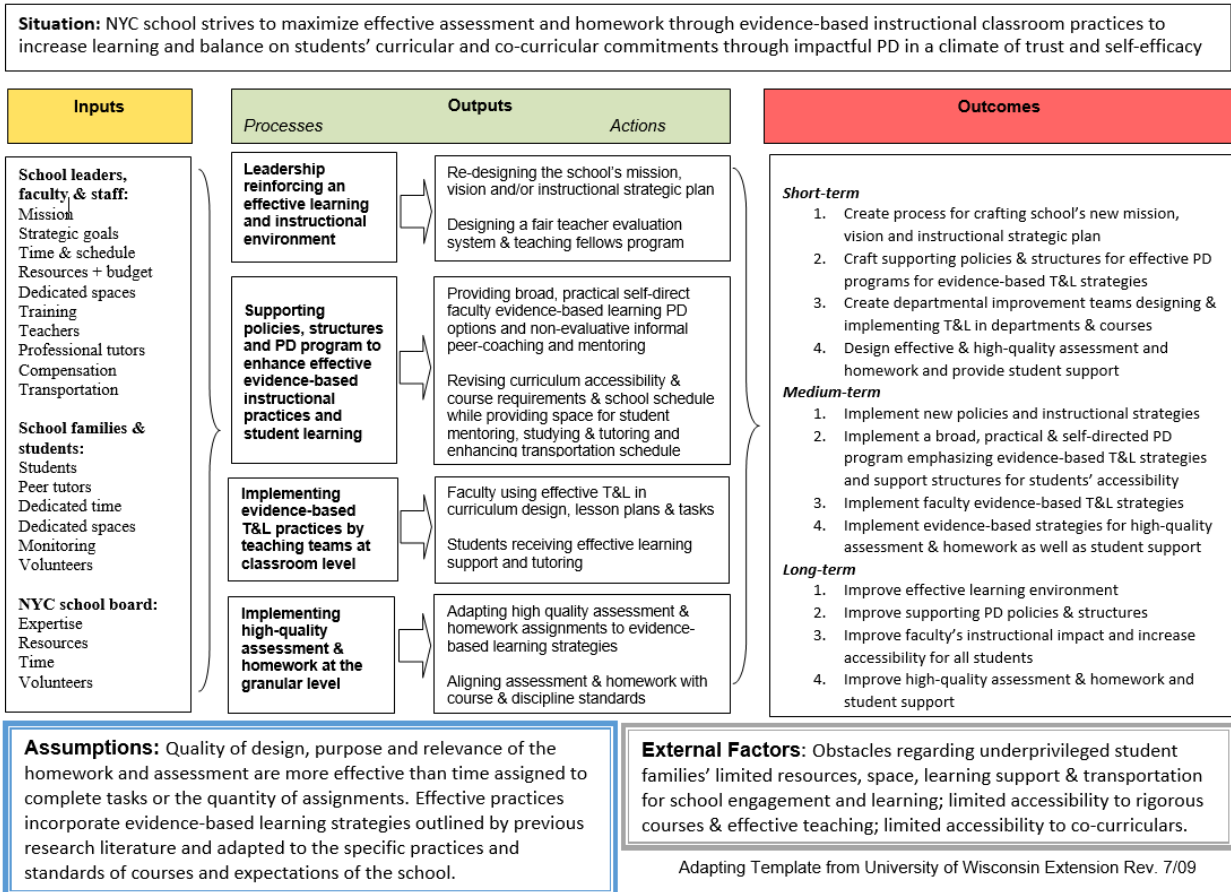 Situation: NYC school strives to maximize effective assessment and homework through evidence-based instructional classroom practices to
increase learning and balance on students' curricular and co-curricular commitments through impactful PD in a climate of trust and self-efficacy
Inputs
Outputs
Processes
Actions
Outcomes
School leaders,
faculty & staff:
Mission
Strategic goals
Time & schedule
Resources + budget
Dedicated spaces
Training
Teachers
Professional tutors
Compensation
Transportation
School families &
students:
Students
Peer tutors
Dedicated time
Dedicated spaces
Monitoring
Volunteers
NYC school board:
Expertise
Resources
Time
Volunteers
Leadership
reinforcing an
effective learning
and instructional
environment
Re-designing the school's mission,
vision and/or instructional strategic plan
Designing a fair teacher evaluation
system & teaching fellows program
Supporting
policies, structures
and PD program to
enhance effective
evidence-based
instructional
practices and
student learning
Providing broad, practical self-direct
faculty evidence-based learning PD
options and non-evaluative informal
peer-coaching and mentoring
Revising curriculum accessibility &
course requirements & school schedule
while providing space for student
mentoring, studying & tutoring and
enhancing transportation schedule
Implementing
evidence-based
T&L practices by
teaching teams at
classroom level
Faculty using effective T&L in
curriculum design, lesson plans & tasks
Students receiving effective learning
support and tutoring
Implementing
high-quality
assessment &
homework at the
granular level
Adapting high quality assessment &
homework assignments to evidence-
based learning strategies
Aligning assessment & homework with
course & discipline standards
Short-term
1. Create process for crafting school's new mission,
vision and instructional strategic plan
2. Craft supporting policies & structures for effective PD
programs for evidence-based T&L strategies
3. Create departmental improvement teams designing &
implementing T&L in departments & courses
4. Design effective & high-quality assessment and
homework and provide student support
Medium-term
1. Implement new policies and instructional strategies
2. Implement a broad, practical & self-directed PD
program emphasizing evidence-based T&L strategies
and support structures for students' accessibility
3. Implement faculty evidence-based T&L strategies
4. Implement evidence-based strategies for high-quality
assessment & homework as well as student support
Long-term
1. Improve effective learning environment
2. Improve supporting PD policies & structures
3. Improve faculty's instructional impact and increase
accessibility for all students
4. Improve high-quality assessment & homework and
student support
Assumptions: Quality of design, purpose and relevance of the
homework and assessment are more effective than time assigned to
complete tasks or the quantity of assignments. Effective practices
incorporate evidence-based learning strategies outlined by previous
research literature and adapted to the specific practices and
standards of courses and expectations of the school.
External Factors: Obstacles regarding underprivileged student
families' limited resources, space, learning support & transportation
for school engagement and learning; limited accessibility to rigorous
courses & effective teaching; limited accessibility to co-curriculars.
Adapting Template from University of Wisconsin Extension Rev. 7/09